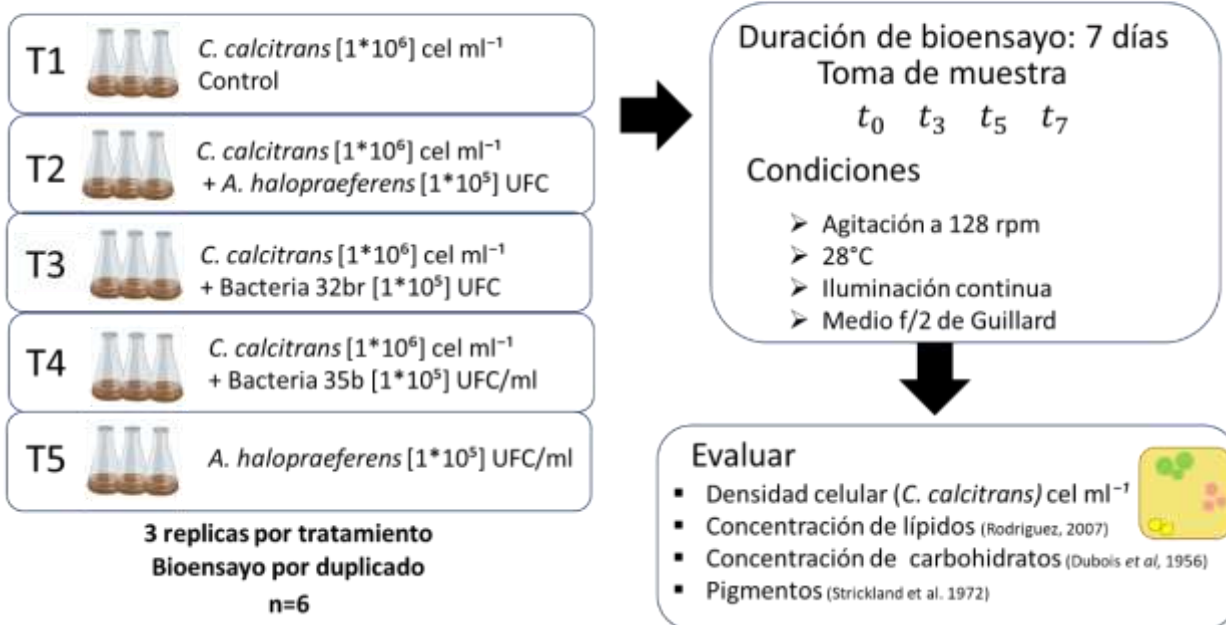 T1
C. calcitrans [1*10⁶] cel ml⁻¹
Control
T2
C. calcitrans [1*10⁶] cel ml⁻¹
+ A. halopraeferens [1*10⁵] UFC
T3
C. calcitrans [1*10⁶] cel ml⁻¹
+ Bacteria 32br [1*10⁵] UFC
T4
C. calcitrans [1*10⁶] cel ml⁻¹
+ Bacteria 35b [1*10⁵] UFC/ml
T5
A. halopraeferens [1*10⁵] UFC/ml
3 replicas por tratamiento
Bioensayo por duplicado
n=6
Duración de bioensayo: 7 días
Toma de muestra
t₀ t₃ t₅ t₇
Condiciones
➢ Agitación a 128 rpm
➢ 28°C
➢ Iluminación continua
➢ Medio f/2 de Guillard
Evaluar
▪ Densidad celular (C. calcitrans) cel ml⁻¹
▪ Concentración de lípidos (Rodriguez, 2007)
▪ Concentración de carbohidratos (Dubois et al, 1956)
▪ Pigmentos (Strickland et al. 1972)